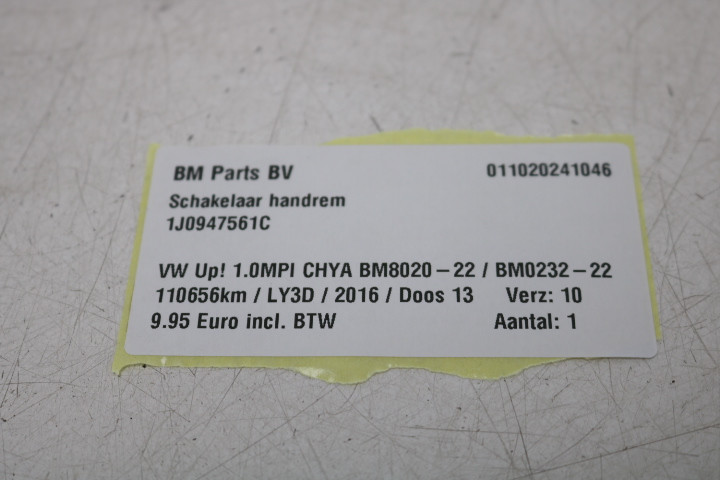 BM Parts BV 011020241046
Schakelaar handrem
1J0947561C
VW Up! 1.0MPI CHYA BM8020-22 / BM0232-22
110656km / LY3D / 2016 / Doos 13 Verz: 10
9.95 Euro incl. BTW Aantal: 1